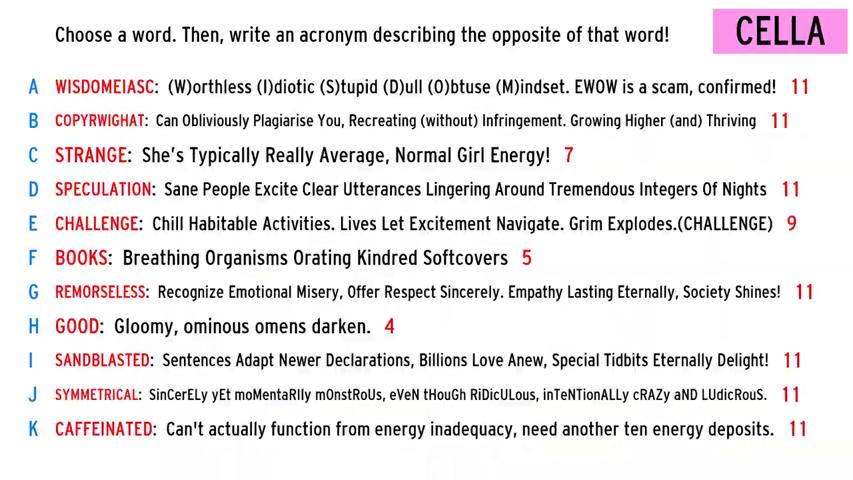 Choose a word. Then, write an acronym describing the opposite of that word!
CELLA
A WISDOMEIASC: (W)orthless (I)diotic (S)tupid (D)ull (O)btuse (M)indset. EWOW is a scam, confirmed! 11
B COPYRWIGHAT: Can Obliviously Plagiarise You, Recreating (without) Infringement. Growing Higher (and) Thriving 11
C STRANGE: She's Typically Really Average, Normal Girl Energy! 7
D SPECULATION: Sane People Excite Clear Utterances Lingering Around Tremendous Integers Of Nights 11
E CHALLENGE: Chill Habitable Activities. Lives Let Excitement Navigate. Grim Explodes.(CHALLENGE) 9
F BOOKS: Breathing Organisms Orating Kindred Softcovers 5
G REMORSELESS: Recognize Emotional Misery, Offer Respect Sincerely. Empathy Lasting Eternally, Society Shines! 11
H GOOD: Gloomy, ominous omens darken. 4
I SANDBLASTED: Sentences Adapt Newer Declarations, Billions Love Anew, Special Tidbits Eternally Delight! 11
J SYMMETRICAL: SinCerELy yEt moMentaRIly mOnstRoUs, eVeN tHouGh RiDicULous, inTeNTionALLy cRAZy aND LUdicRouS. 11
K CAFFEINATED: Can't actually function from energy inadequacy, need another ten energy deposits. 11